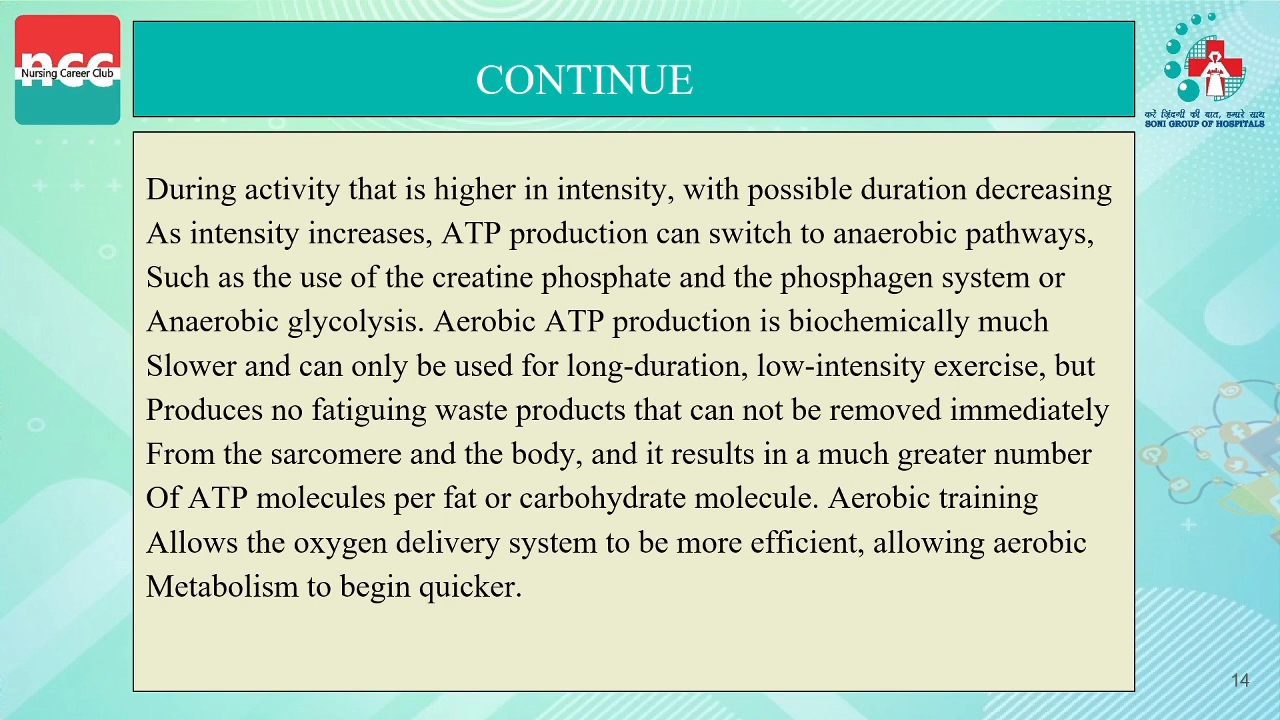 ncc
Nursing Career Club
CONTINUE
करे ज़िंदगी की बात, हमारे साथ
SONI GROUP OF HOSPITALS
During activity that is higher in intensity, with possible duration decreasing
As intensity increases, ATP production can switch to anaerobic pathways,
Such as the use of the creatine phosphate and the phosphagen system or
Anaerobic glycolysis. Aerobic ATP production is biochemically much
Slower and can only be used for long-duration, low-intensity exercise, but
Produces no fatiguing waste products that can not be removed immediately
From the sarcomere and the body, and it results in a much greater number
Of ATP molecules per fat or carbohydrate molecule. Aerobic training
Allows the oxygen delivery system to be more efficient, allowing aerobic
Metabolism to begin quicker.
14